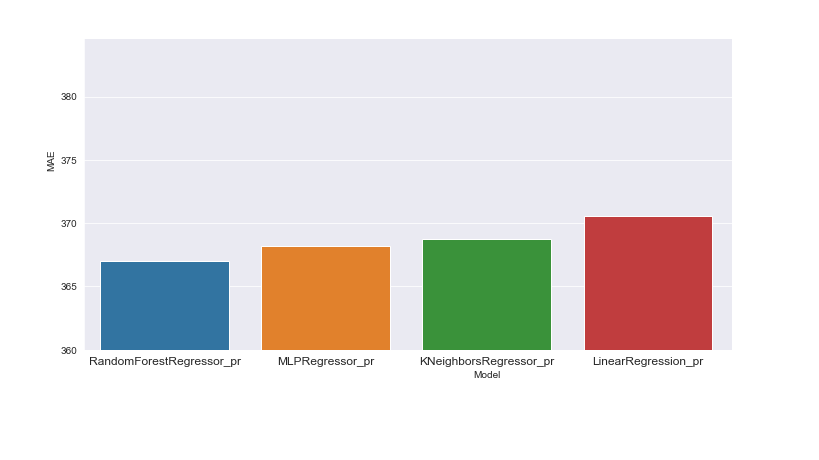 380
375
370
365
360
MAE
RandomForestRegressor_pr MLPRegressor_pr KNeighborsRegressor_pr LinearRegression_pr
Model